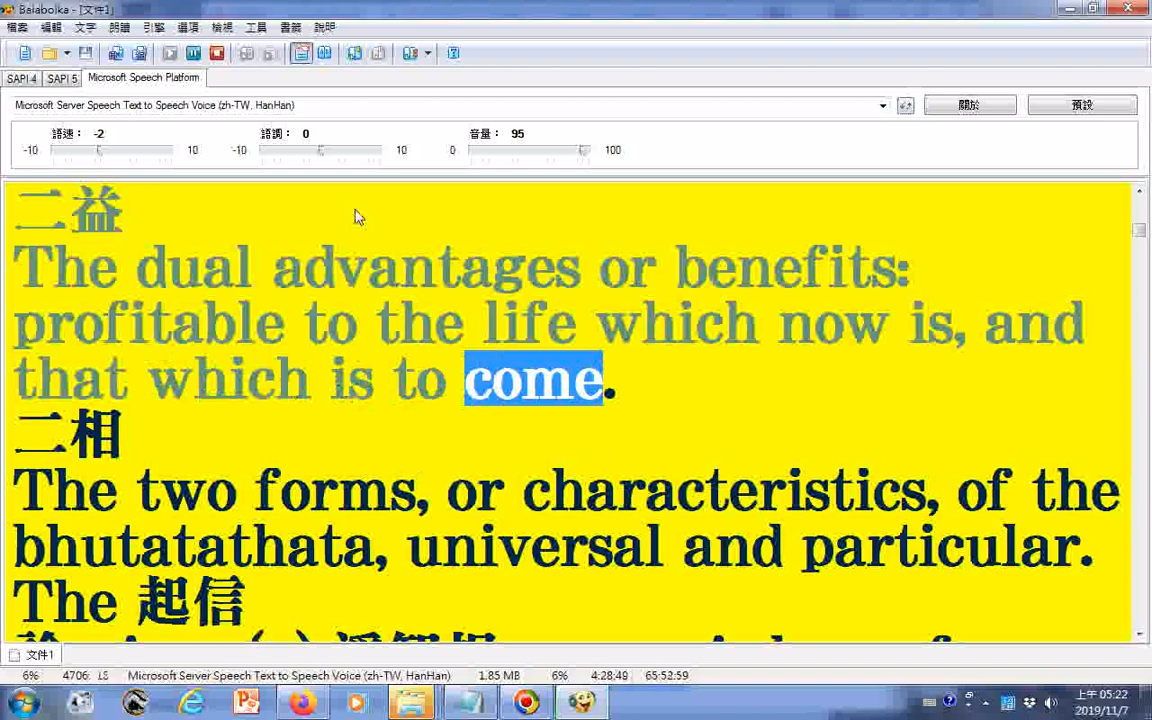 Balabolka - [文件1]
檔案 編輯 文字 朗讀 引擎 選項 檢視 工具 書籤 說明
SAPI 4 SAPI 5 Microsoft Speech Platform
Microsoft Server Speech Text to Speech Voice (zh-TW, HanHan)
關於 預設
語速： -2 語調： 0 音量： 95
-10 10 -10 10 0 100
二益
The dual advantages or benefits:
profitable to the life which now is, and
that which is to come.
二相
The two forms, or characteristics, of the
bhutatathata, universal and particular.
The 起信
文件1
6% 4706: Microsoft Server Speech Text to Speech Voice (zh-TW, HanHan) 1.85 MB 6% 4:28:49 65:52:59
上午 05:22
2019/11/7